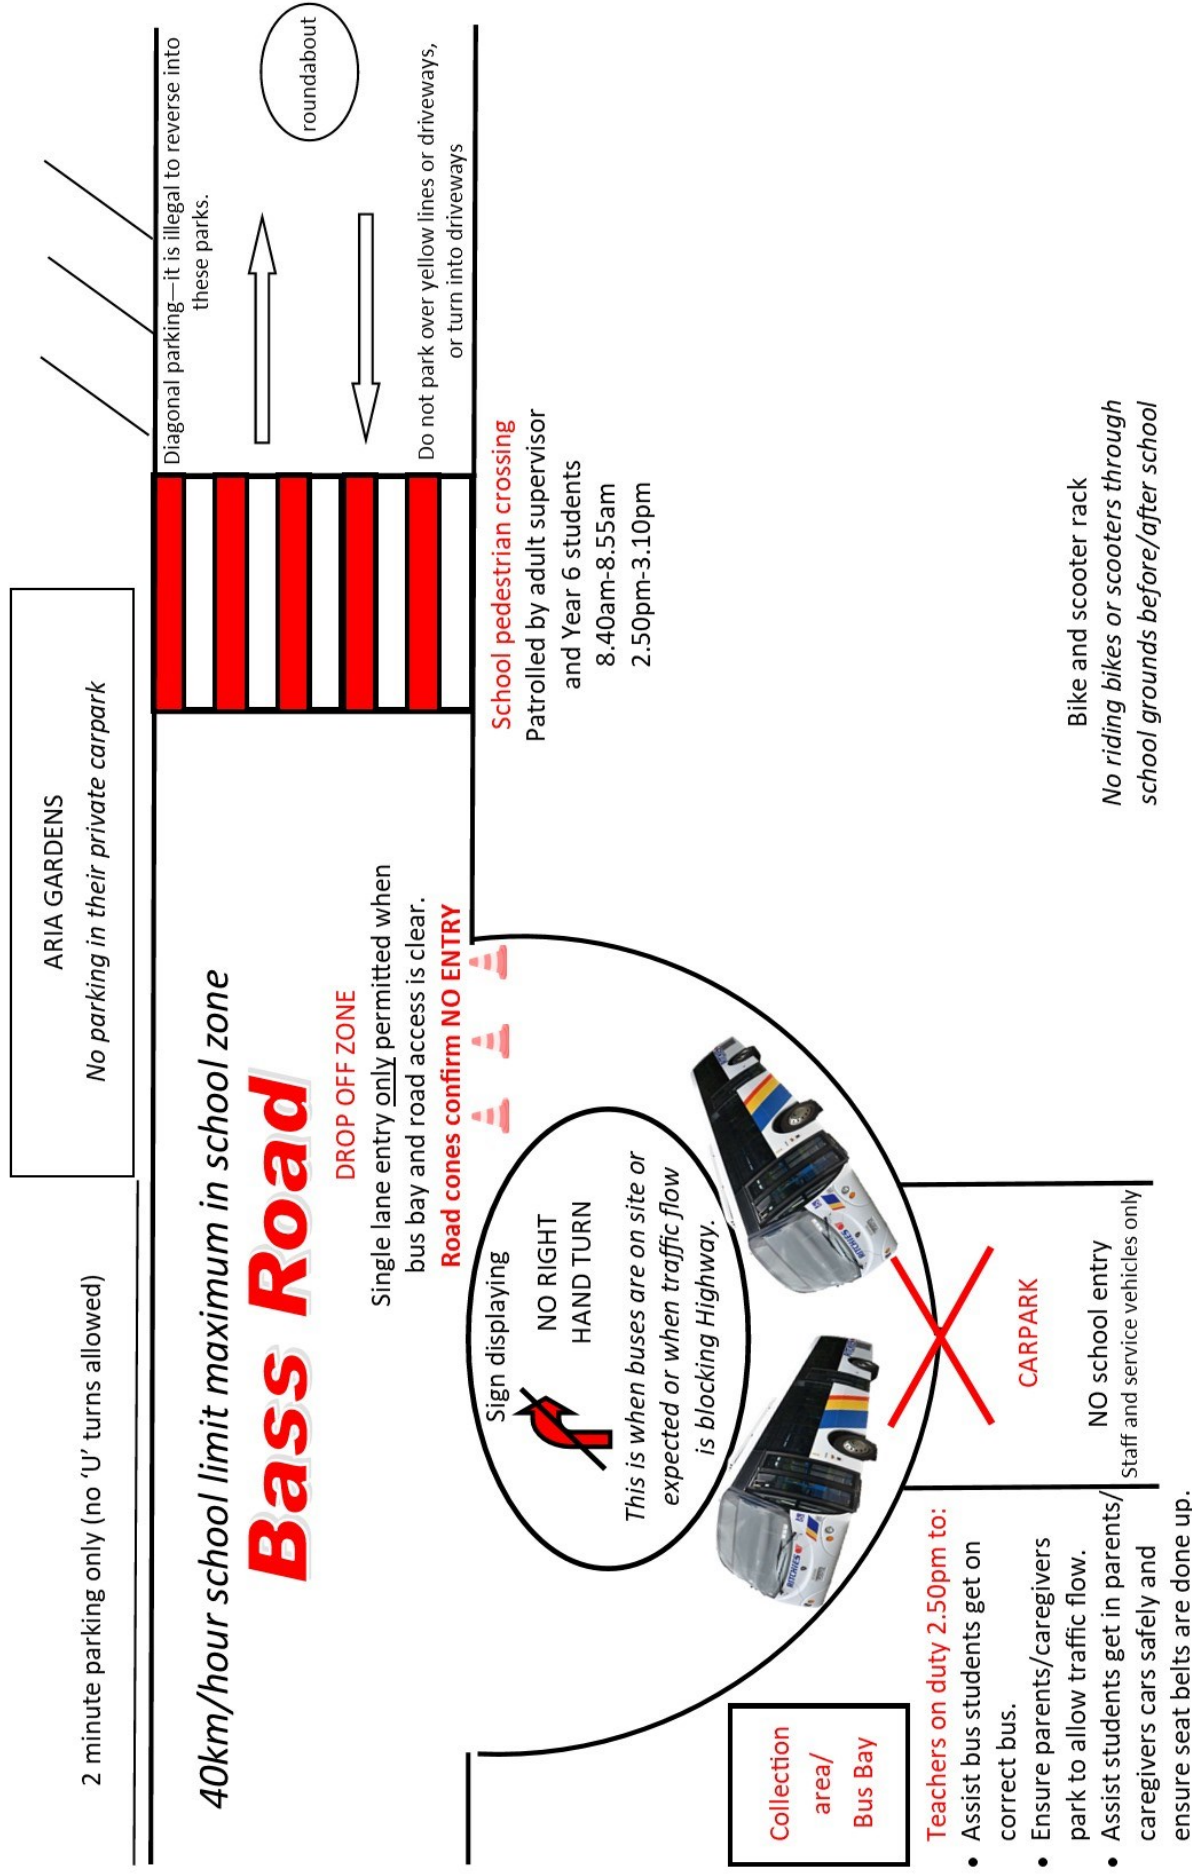 2 minute parking only (no ‘U’ turns allowed)
ARIA GARDENS
No parking in their private carpark
40km/hour school limit maximum in school zone
Bass Road
Diagonal parking—it is illegal to reverse into
these parks.
roundabout
Do not park over yellow lines or driveways,
or turn into driveways
DROP OFF ZONE
Single lane entry only permitted when
bus bay and road access is clear.
Road cones confirm NO ENTRY
School pedestrian crossing
Patrolled by adult supervisor
and Year 6 students
8.40am-8.55am
2.50pm-3.10pm
Sign displaying
NO RIGHT
HAND TURN
This is when buses are on site or
expected or when traffic flow
is blocking Highway.
RITCHIES
RITCHIES
Collection
area/
Bus Bay
CARPARK
NO school entry
Staff and service vehicles only
Teachers on duty 2.50pm to:
• Assist bus students get on
correct bus.
• Ensure parents/caregivers
park to allow traffic flow.
• Assist students get in parents/
caregivers cars safely and
ensure seat belts are done up.
Bike and scooter rack
No riding bikes or scooters through
school grounds before/after school